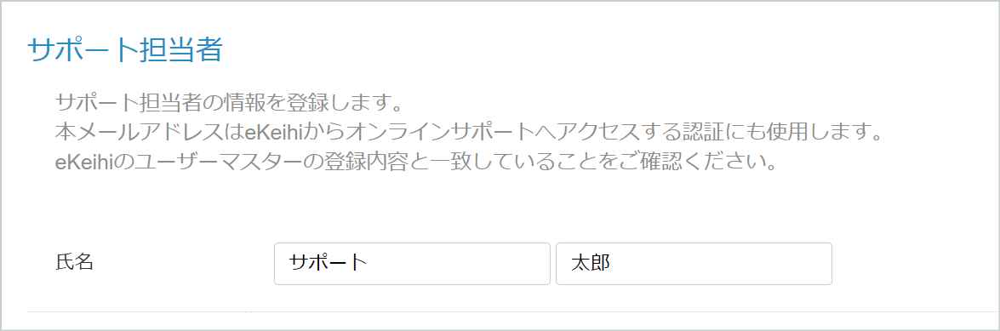 サポート担当者
サポート担当者の情報を登録します。
本メールアドレスはeKeihiからオンラインサポートへアクセスする認証にも使用します。
eKeihiのユーザーマスターの登録内容と一致していることをご確認ください。
氏名 サポート 太郎